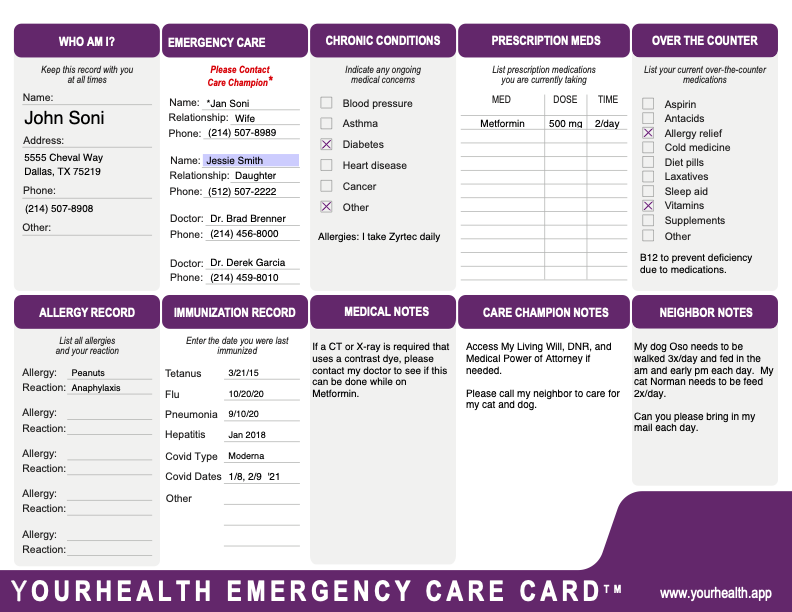 WHO AM I?
Keep this record with you
at all times
Name:
John Soni
Address:
5555 Cheval Way
Dallas, TX 75219
Phone:
(214) 507-8908
Other:
EMERGENCY CARE
Please Contact
Care Champion*
Name: *Jan Soni
Relationship: Wife
Phone: (214) 507-8989
Name: Jessie Smith
Relationship: Daughter
Phone: (512) 507-2222
Doctor: Dr. Brad Brenner
Phone: (214) 456-8000
Doctor: Dr. Derek Garcia
Phone: (214) 459-8010
CHRONIC CONDITIONS
Indicate any ongoing
medical concerns
Blood pressure
Asthma
Diabetes
Heart disease
Cancer
Other
Allergies: I take Zyrtec daily
PRESCRIPTION MEDS
List prescription medications
you are currently taking
MED DOSE TIME
Metformin 500 mg 2/day
OVER THE COUNTER
List your current over-the-counter
medications
Aspirin
Antacids
Allergy relief
Cold medicine
Diet pills
Laxatives
Sleep aid
Vitamins
Supplements
Other
B12 to prevent deficiency
due to medications.
ALLERGY RECORD
List all allergies
and your reaction
Allergy: Peanuts
Reaction: Anaphylaxis
Allergy:
Reaction:
Allergy:
Reaction:
Allergy:
Reaction:
Allergy:
Reaction:
IMMUNIZATION RECORD
Enter the date you were last
immunized
Tetanus 3/21/15
Flu 10/20/20
Pneumonia 9/10/20
Hepatitis Jan 2018
Covid Type Moderna
Covid Dates 1/8, 2/9 '21
Other
MEDICAL NOTES
If a CT or X-ray is required that
uses a contrast dye, please
contact my doctor to see if this
can be done while on
Metformin.
CARE CHAMPION NOTES
Access My Living Will, DNR, and
Medical Power of Attorney if
needed.
Please call my neighbor to care for
my cat and dog.
NEIGHBOR NOTES
My dog Oso needs to be
walked 3x/day and fed in the
am and early pm each day. My
cat Norman needs to be feed
2x/day.
Can you please bring in my
mail each day.
YOURHEALTH EMERGENCY CARE CARD™
www.yourhealth.app